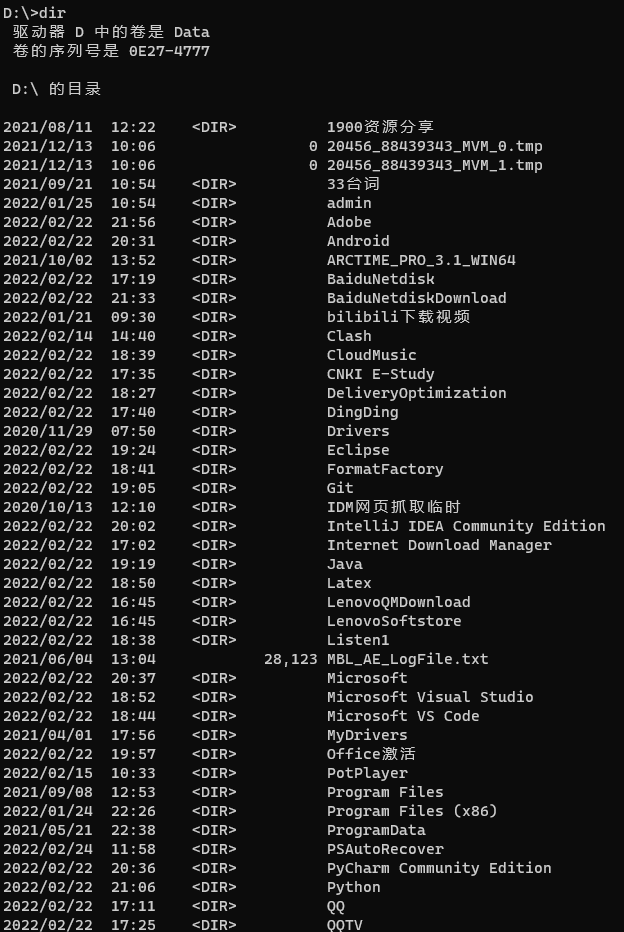 D:\>dir
驱动器 D 中的卷是 Data
卷的序列号是 0E27-4777
D:\ 的目录
2021/08/11  12:22    <DIR>          1900资源分享
2021/12/13  10:06                 0 20456_88439343_MVM_0.tmp
2021/12/13  10:06                 0 20456_88439343_MVM_1.tmp
2021/09/21  10:54    <DIR>          33台词
2022/01/25  10:54    <DIR>          admin
2022/02/22  21:56    <DIR>          Adobe
2022/02/22  20:31    <DIR>          Android
2021/10/02  13:52    <DIR>          ARCTIME_PRO_3.1_WIN64
2022/02/22  17:19    <DIR>          BaiduNetdisk
2022/02/22  21:33    <DIR>          BaiduNetdiskDownload
2022/01/21  09:30    <DIR>          bilibili下载视频
2022/02/14  14:40    <DIR>          Clash
2022/02/22  18:39    <DIR>          CloudMusic
2022/02/22  17:35    <DIR>          CNKI E-Study
2022/02/22  18:27    <DIR>          DeliveryOptimization
2022/02/22  17:40    <DIR>          DingDing
2020/11/29  07:50    <DIR>          Drivers
2022/02/22  19:24    <DIR>          Eclipse
2022/02/22  18:41    <DIR>          FormatFactory
2022/02/22  19:05    <DIR>          Git
2020/10/13  12:10    <DIR>          IDM网页抓取临时
2022/02/22  20:02    <DIR>          IntelliJ IDEA Community Edition
2022/02/22  17:02    <DIR>          Internet Download Manager
2022/02/22  19:19    <DIR>          Java
2022/02/22  18:50    <DIR>          Latex
2022/02/22  16:45    <DIR>          LenovoQMDownload
2022/02/22  16:45    <DIR>          LenovoSoftstore
2022/02/22  18:38    <DIR>          Listen1
2021/06/04  13:04            28,123 MBL_AE_LogFile.txt
2022/02/22  20:37    <DIR>          Microsoft
2022/02/22  18:52    <DIR>          Microsoft Visual Studio
2022/02/22  18:44    <DIR>          Microsoft VS Code
2021/04/01  17:56    <DIR>          MyDrivers
2022/02/22  19:57    <DIR>          Office激活
2022/02/15  10:33    <DIR>          PotPlayer
2021/09/08  12:53    <DIR>          Program Files
2022/01/24  22:26    <DIR>          Program Files (x86)
2021/05/21  22:38    <DIR>          ProgramData
2022/02/24  11:58    <DIR>          PSAutoRecover
2022/02/22  20:36    <DIR>          PyCharm Community Edition
2022/02/22  21:06    <DIR>          Python
2022/02/22  17:11    <DIR>          QQ
2022/02/22  17:25    <DIR>          QQTV